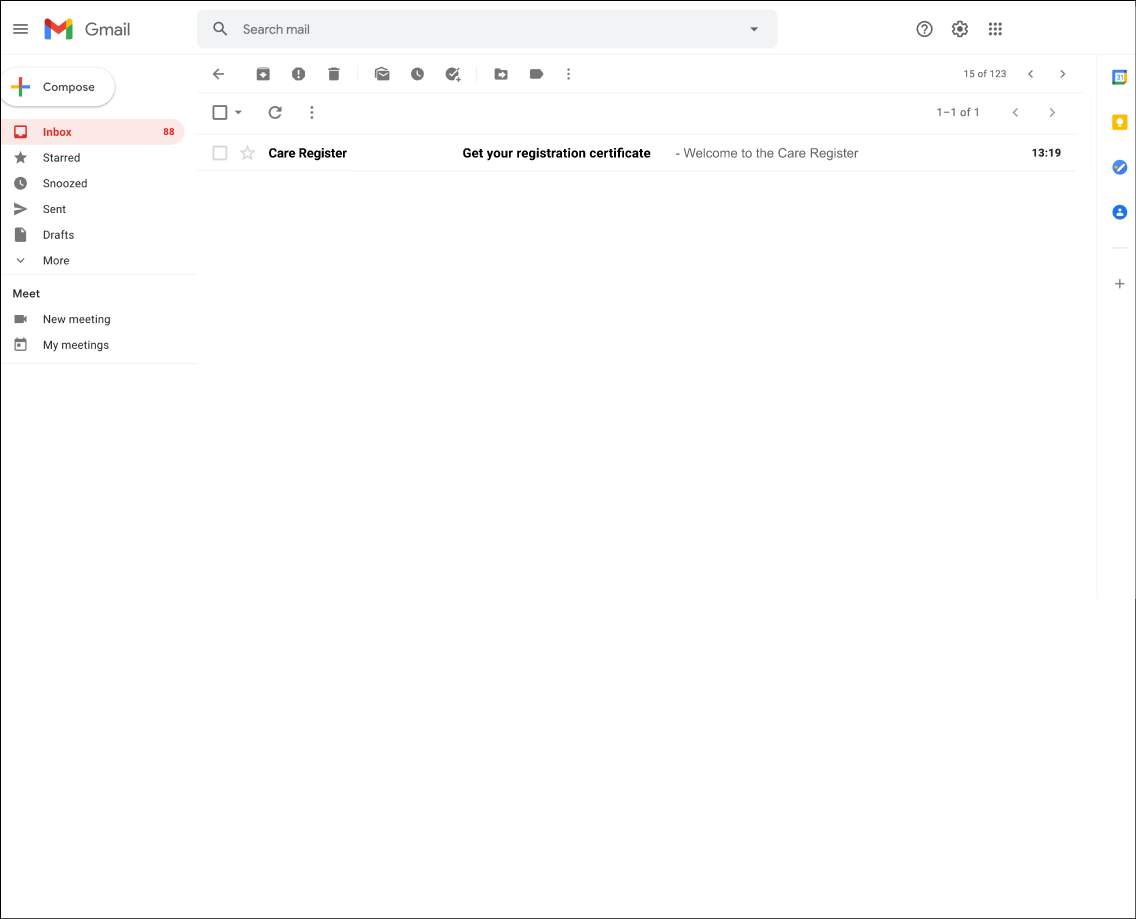 Gmail
Search mail
Compose
15 of 123
31
1–1 of 1
Inbox 88
Care Register Get your registration certificate - Welcome to the Care Register 13:19
Starred
Snoozed
Sent
Drafts
More
Meet
New meeting
My meetings